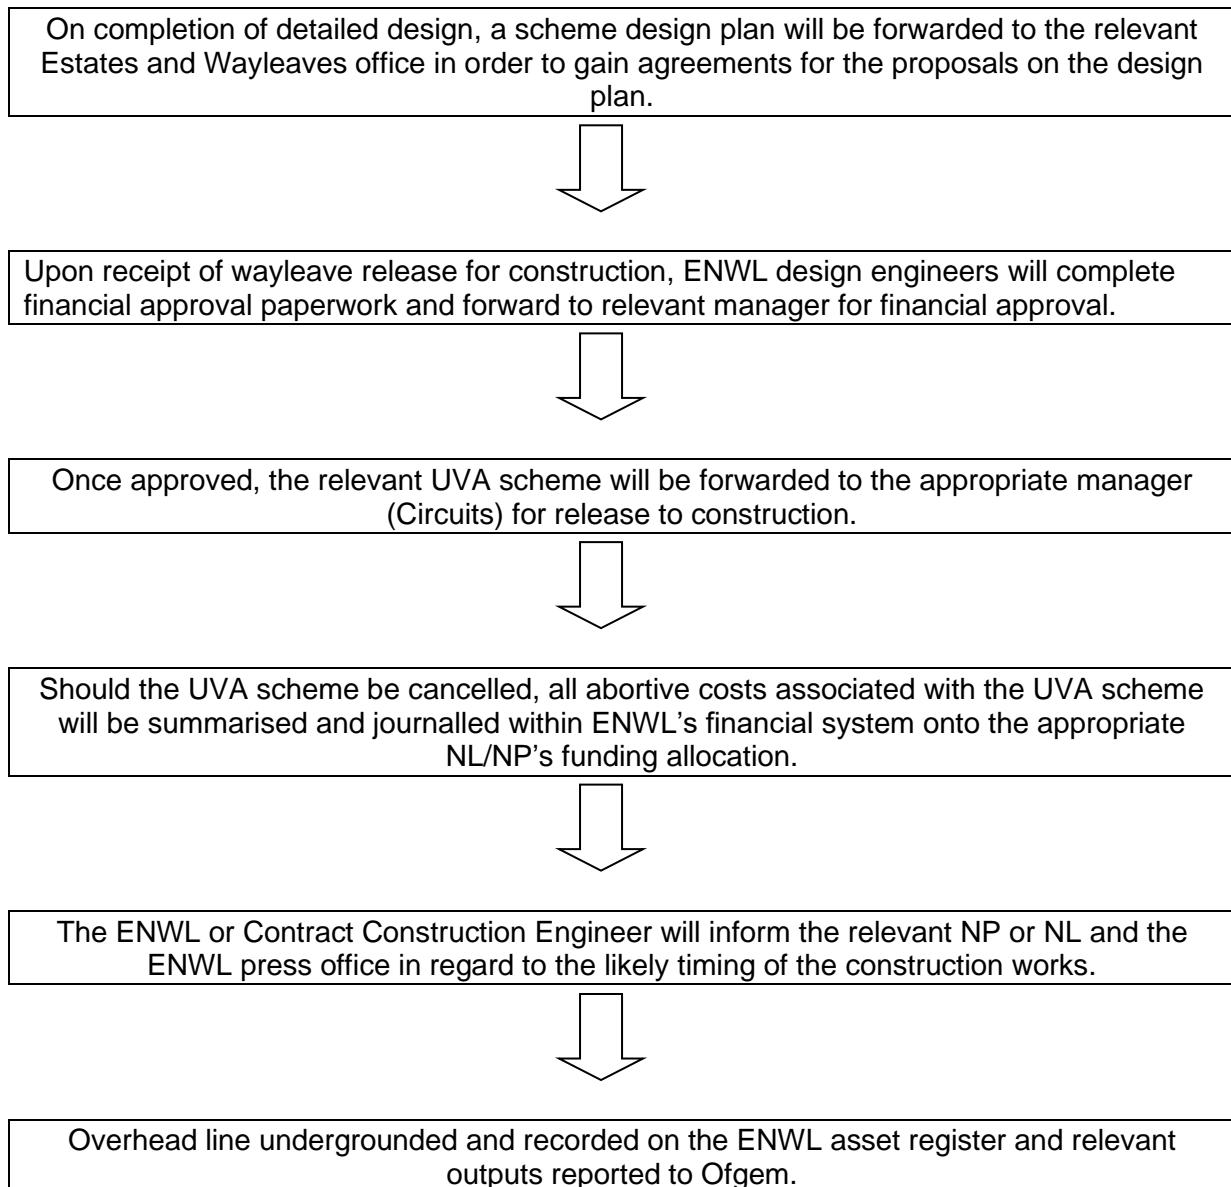 On completion of detailed design, a scheme design plan will be forwarded to the relevant
Estates and Wayleaves office in order to gain agreements for the proposals on the design
plan.
Upon receipt of wayleave release for construction, ENWL design engineers will complete
financial approval paperwork and forward to relevant manager for financial approval.
Once approved, the relevant UVA scheme will be forwarded to the appropriate manager
(Circuits) for release to construction.
Should the UVA scheme be cancelled, all abortive costs associated with the UVA scheme
will be summarised and journalled within ENWL’s financial system onto the appropriate
NL/NP’s funding allocation.
The ENWL or Contract Construction Engineer will inform the relevant NP or NL and the
ENWL press office in regard to the likely timing of the construction works.
Overhead line undergrounded and recorded on the ENWL asset register and relevant
outputs reported to Ofgem.